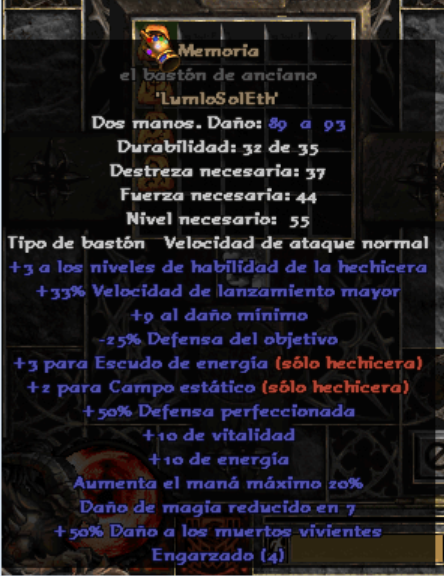 Memoria
el bastón de anciano
'LumIoSolEth'
Dos manos. Daño: 89 a 93
Durabilidad: 32 de 35
Destreza necesaria: 37
Fuerza necesaria: 44
Nivel necesario: 55
Tipo de bastón Velocidad de ataque normal
+3 a los niveles de habilidad de la hechicera
+33% Velocidad de lanzamiento mayor
+9 al daño mínimo
-25% Defensa del objetivo
+3 para Escudo de energía (sólo hechicera)
+2 para Campo estático (sólo hechicera)
+50% Defensa perfeccionada
+10 de vitalidad
+10 de energía
Aumenta el maná máximo 20%
Daño de magia reducido en 7
+50% Daño a los muertos vivientes
Engarzado (4)